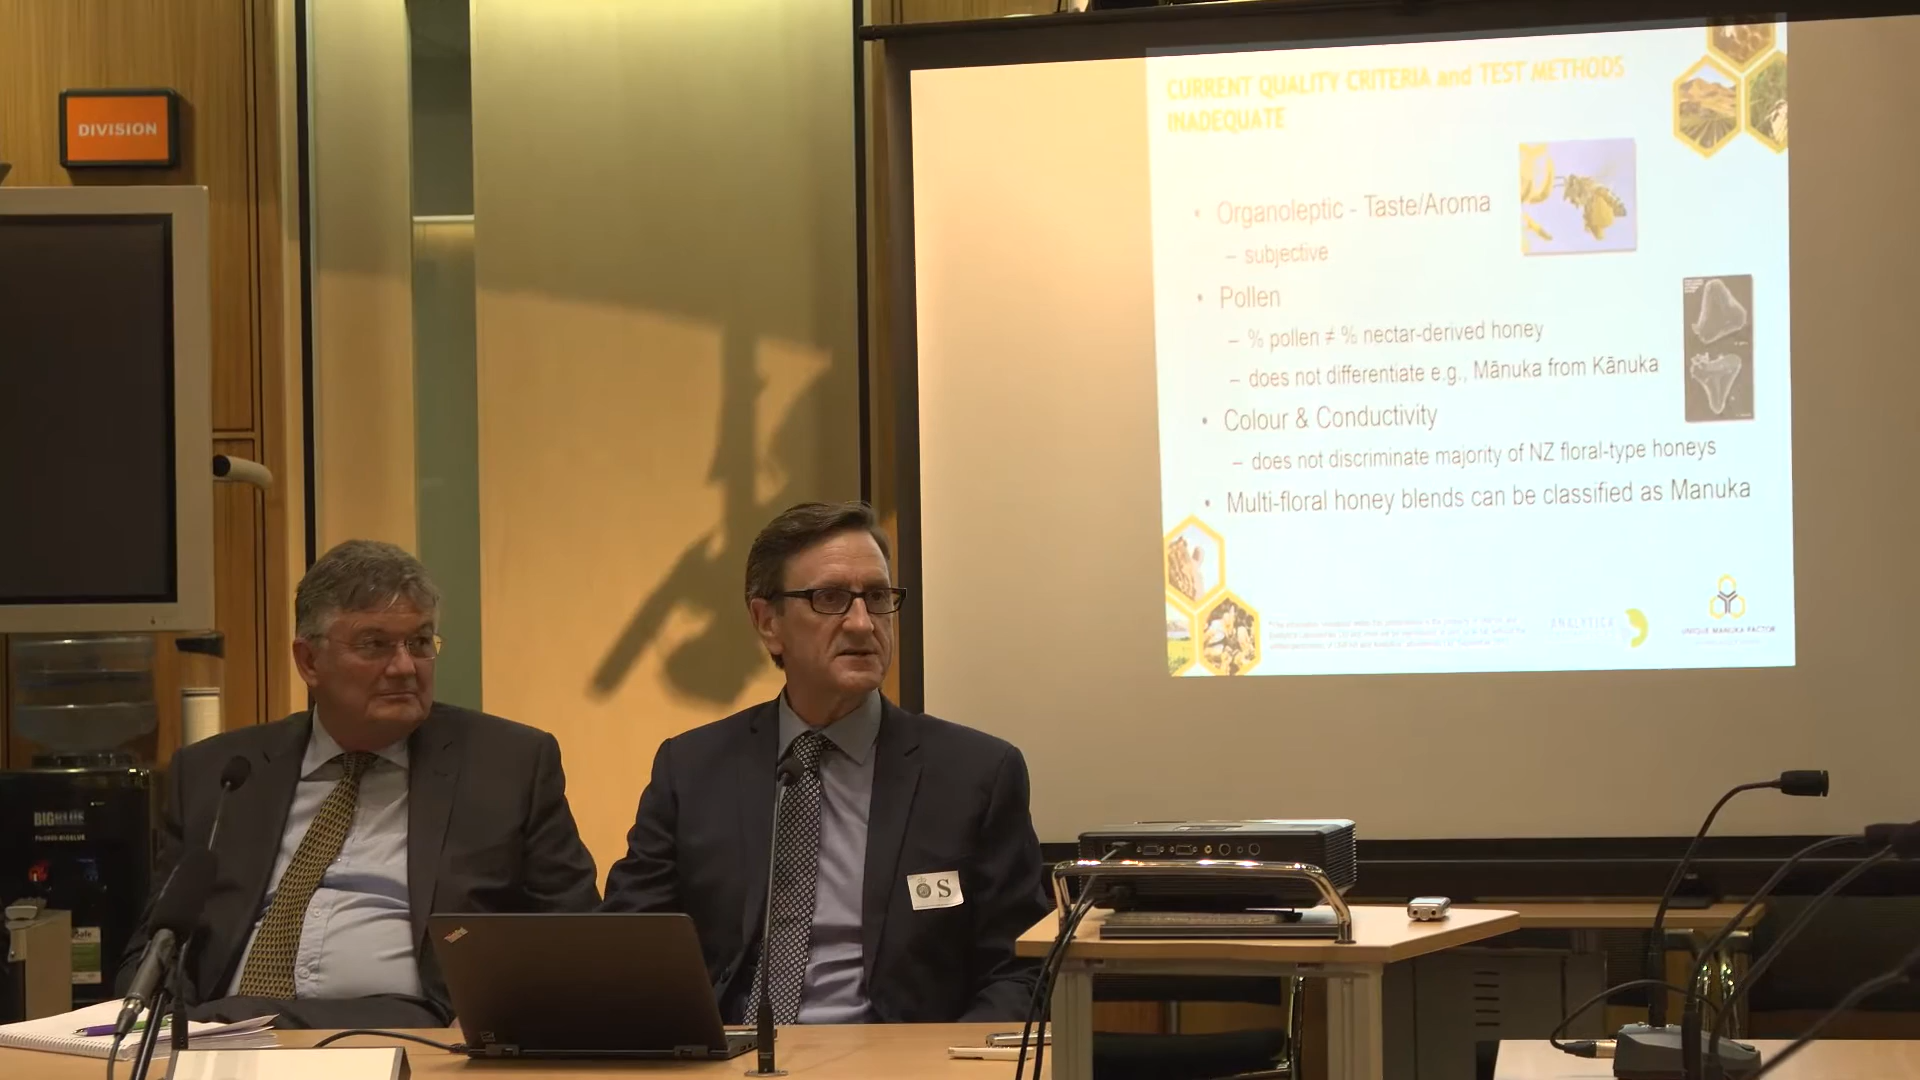 DIVISION
CURRENT QUALITY CRITERIA and TEST METHODS
INADEQUATE
• Organoleptic - Taste/Aroma
– subjective
• Pollen
– % pollen ≠ % nectar-derived honey
– does not differentiate e.g., Mānuka from Kānuka
• Colour & Conductivity
– does not discriminate majority of NZ floral-type honeys
• Multi-floral honey blends can be classified as Manuka
ANALYTICA
UNIQUE MANUKA FACTOR
BIGBLUE
S
ThinkPad